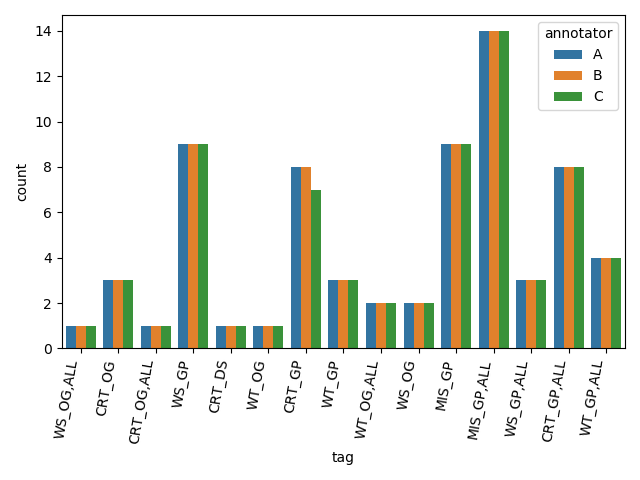 annotator
A
B
C
count
14
12
10
8
6
4
2
0
WS_OG,ALL
CRT_OG
CRT_OG,ALL
WS_GP
CRT_DS
WT_OG
CRT_GP
WT_GP
WT_OG,ALL
WS_OG
MIS_GP
MIS_GP,ALL
WS_GP,ALL
CRT_GP,ALL
WT_GP,ALL
tag